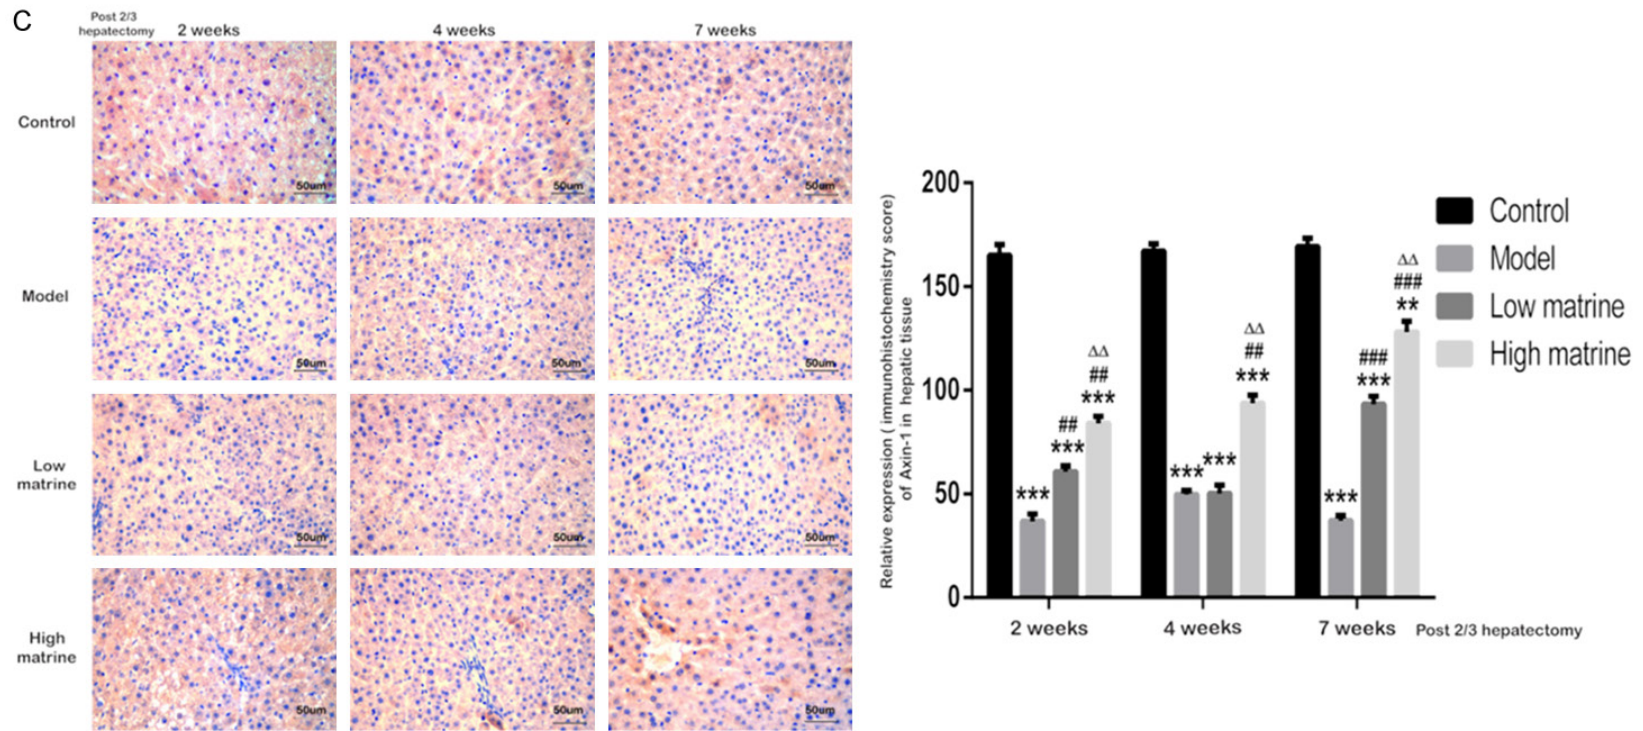 C
Post 2/3
hepatectomy
2 weeks
4 weeks
7 weeks
Control
50um
50um
50um
Model
50um
50um
50um
Low
matrine
50um
50um
50um
High
matrine
50um
50um
50um
Relative expression ( immunohistochemistry score)
of Axin-1 in hepatic tissue
200
150
100
50
0
***
##
***
ΔΔ
##
***
***
***
ΔΔ
##
***
***
###
***
ΔΔ
###
**
2 weeks
4 weeks
7 weeks
Post 2/3 hepatectomy
Control
Model
Low matrine
High matrine